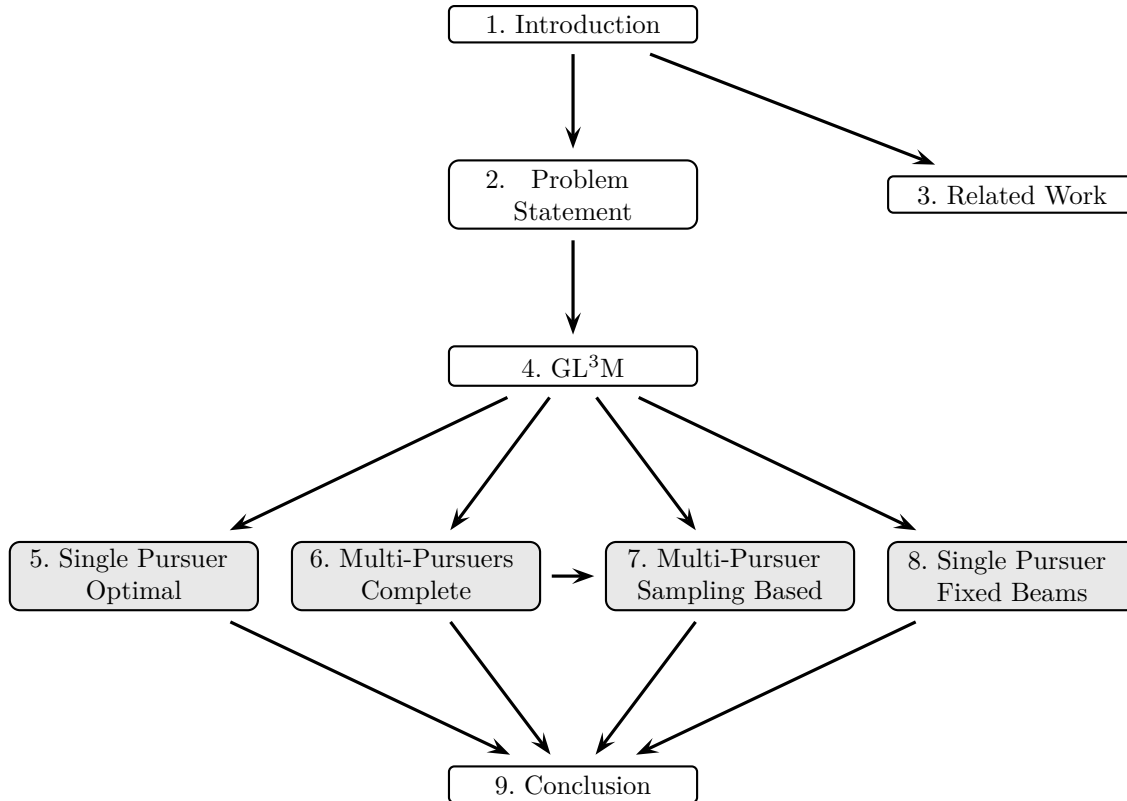 1. Introduction
2. Problem
Statement
3. Related Work
4. GL³M
5. Single Pursuer
Optimal
6. Multi-Pursuers
Complete
7. Multi-Pursuer
Sampling Based
8. Single Pursuer
Fixed Beams
9. Conclusion